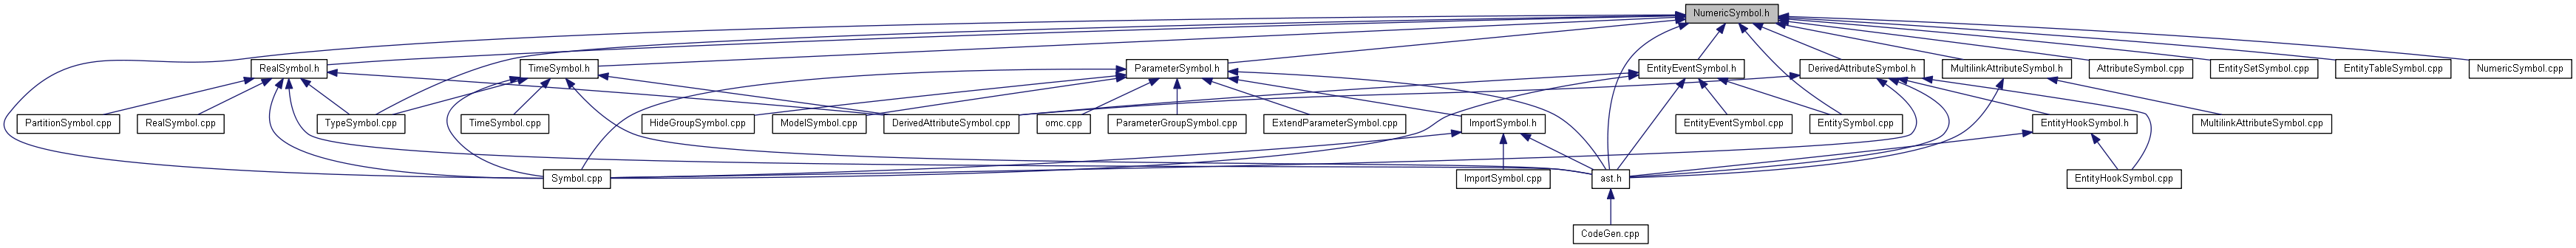 NumericSymbol.h
RealSymbol.h
TimeSymbol.h
ParameterSymbol.h
EntityEventSymbol.h
DerivedAttributeSymbol.h
MultilinkAttributeSymbol.h
AttributeSymbol.cpp
EntitySetSymbol.cpp
EntityTableSymbol.cpp
NumericSymbol.cpp
PartitionSymbol.cpp
RealSymbol.cpp
TypeSymbol.cpp
TimeSymbol.cpp
HideGroupSymbol.cpp
ModelSymbol.cpp
DerivedAttributeSymbol.cpp
omc.cpp
ParameterGroupSymbol.cpp
ExtendParameterSymbol.cpp
ImportSymbol.h
EntityEventSymbol.cpp
EntitySymbol.cpp
EntityHookSymbol.h
MultilinkAttributeSymbol.cpp
Symbol.cpp
ImportSymbol.cpp
ast.h
EntityHookSymbol.cpp
CodeGen.cpp